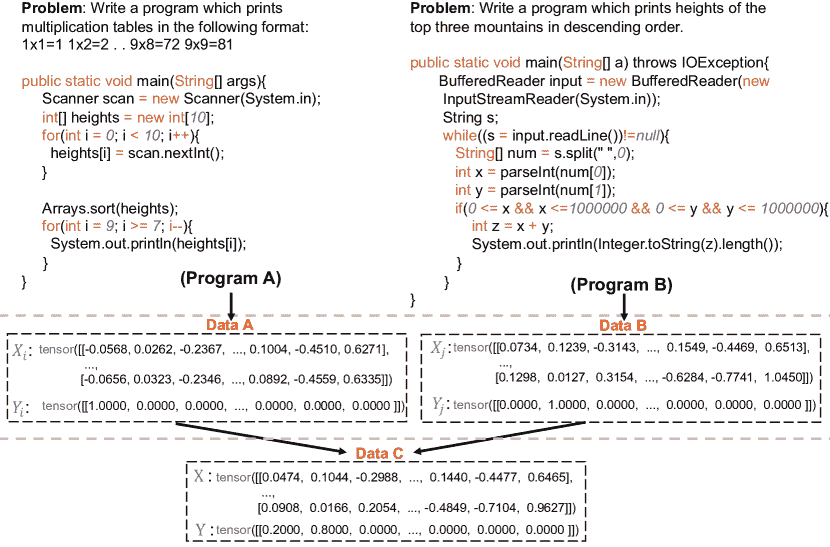 Problem: Write a program which prints
multiplication tables in the following format:
1x1=1 1x2=2 . . 9x8=72 9x9=81
public static void main(String[] args){
Scanner scan = new Scanner(System.in);
int[] heights = new int[10];
for(int i = 0; i < 10; i++){
heights[i] = scan.nextInt();
}
Arrays.sort(heights);
for(int i = 9; i >= 7; i--){
System.out.println(heights[i]);
}
}
(Program A)
Problem: Write a program which prints heights of the
top three mountains in descending order.
public static void main(String[] a) throws IOException{
BufferedReader input = new BufferedReader(new
InputStreamReader(System.in));
String s;
while((s = input.readLine())!=null){
String[] num = s.split(" ",0);
int x = parseInt(num[0]);
int y = parseInt(num[1]);
if(0 <= x && x <=1000000 && 0 <= y && y <= 1000000){
int z = x + y;
System.out.println(Integer.toString(z).length());
}
}
}
(Program B)
Data A
Xi: tensor([[-0.0568, 0.0262, -0.2367, ..., 0.1004, -0.4510, 0.6271],
...,
[-0.0656, 0.0323, -0.2346, ..., 0.0892, -0.4559, 0.6335]])
Yi: tensor([[1.0000, 0.0000, 0.0000, ..., 0.0000, 0.0000, 0.0000 ]])
Data B
Xj: tensor([[0.0734, 0.1239, -0.3143, ..., 0.1549, -0.4469, 0.6513],
...,
[0.1298, 0.0127, 0.3154, ..., -0.6284, -0.7741, 1.0450]])
Yj: tensor([[0.0000, 1.0000, 0.0000, ..., 0.0000, 0.0000, 0.0000 ]])
Data C
X : tensor([[0.0474, 0.1044, -0.2988, ..., 0.1440, -0.4477, 0.6465],
...,
[0.0908, 0.0166, 0.2054, ..., -0.4849, -0.7104, 0.9627]])
Y : tensor([[0.2000, 0.8000, 0.0000, ..., 0.0000, 0.0000, 0.0000 ]])